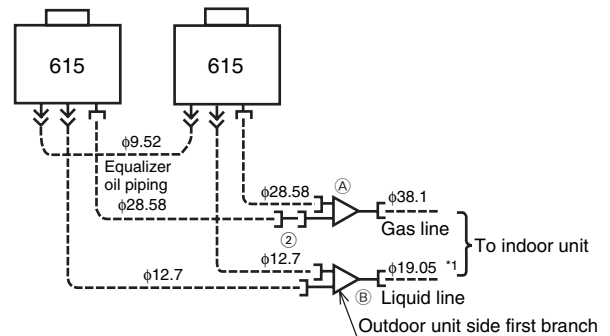 615
615
φ9.52
Equalizer
oil piping
φ28.58
φ28.58
Ⓐ
φ38.1
Gas line
②
To indoor unit
φ12.7
φ12.7
φ19.05 *1
Ⓑ
Liquid line
Outdoor unit side first branch